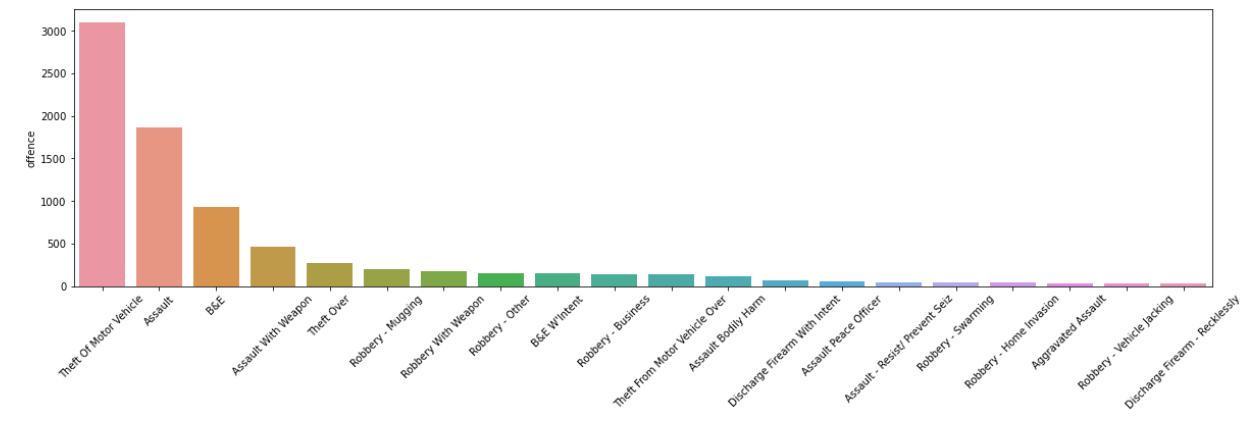 3000
2500
2000
1500
1000
500
0
offence
Theft Of Motor Vehicle
Assault
B&E
Assault With Weapon
Theft Over
Robbery - Mugging
Robbery With Weapon
Robbery - Other
B&E W'Intent
Robbery - Business
Theft From Motor Vehicle Over
Assault Bodily Harm
Discharge Firearm With Intent
Assault Peace Officer
Assault - Resist/ Prevent Seiz
Robbery - Swarming
Robbery - Home Invasion
Aggravated Assault
Robbery - Vehicle Jacking
Discharge Firearm - Recklessly